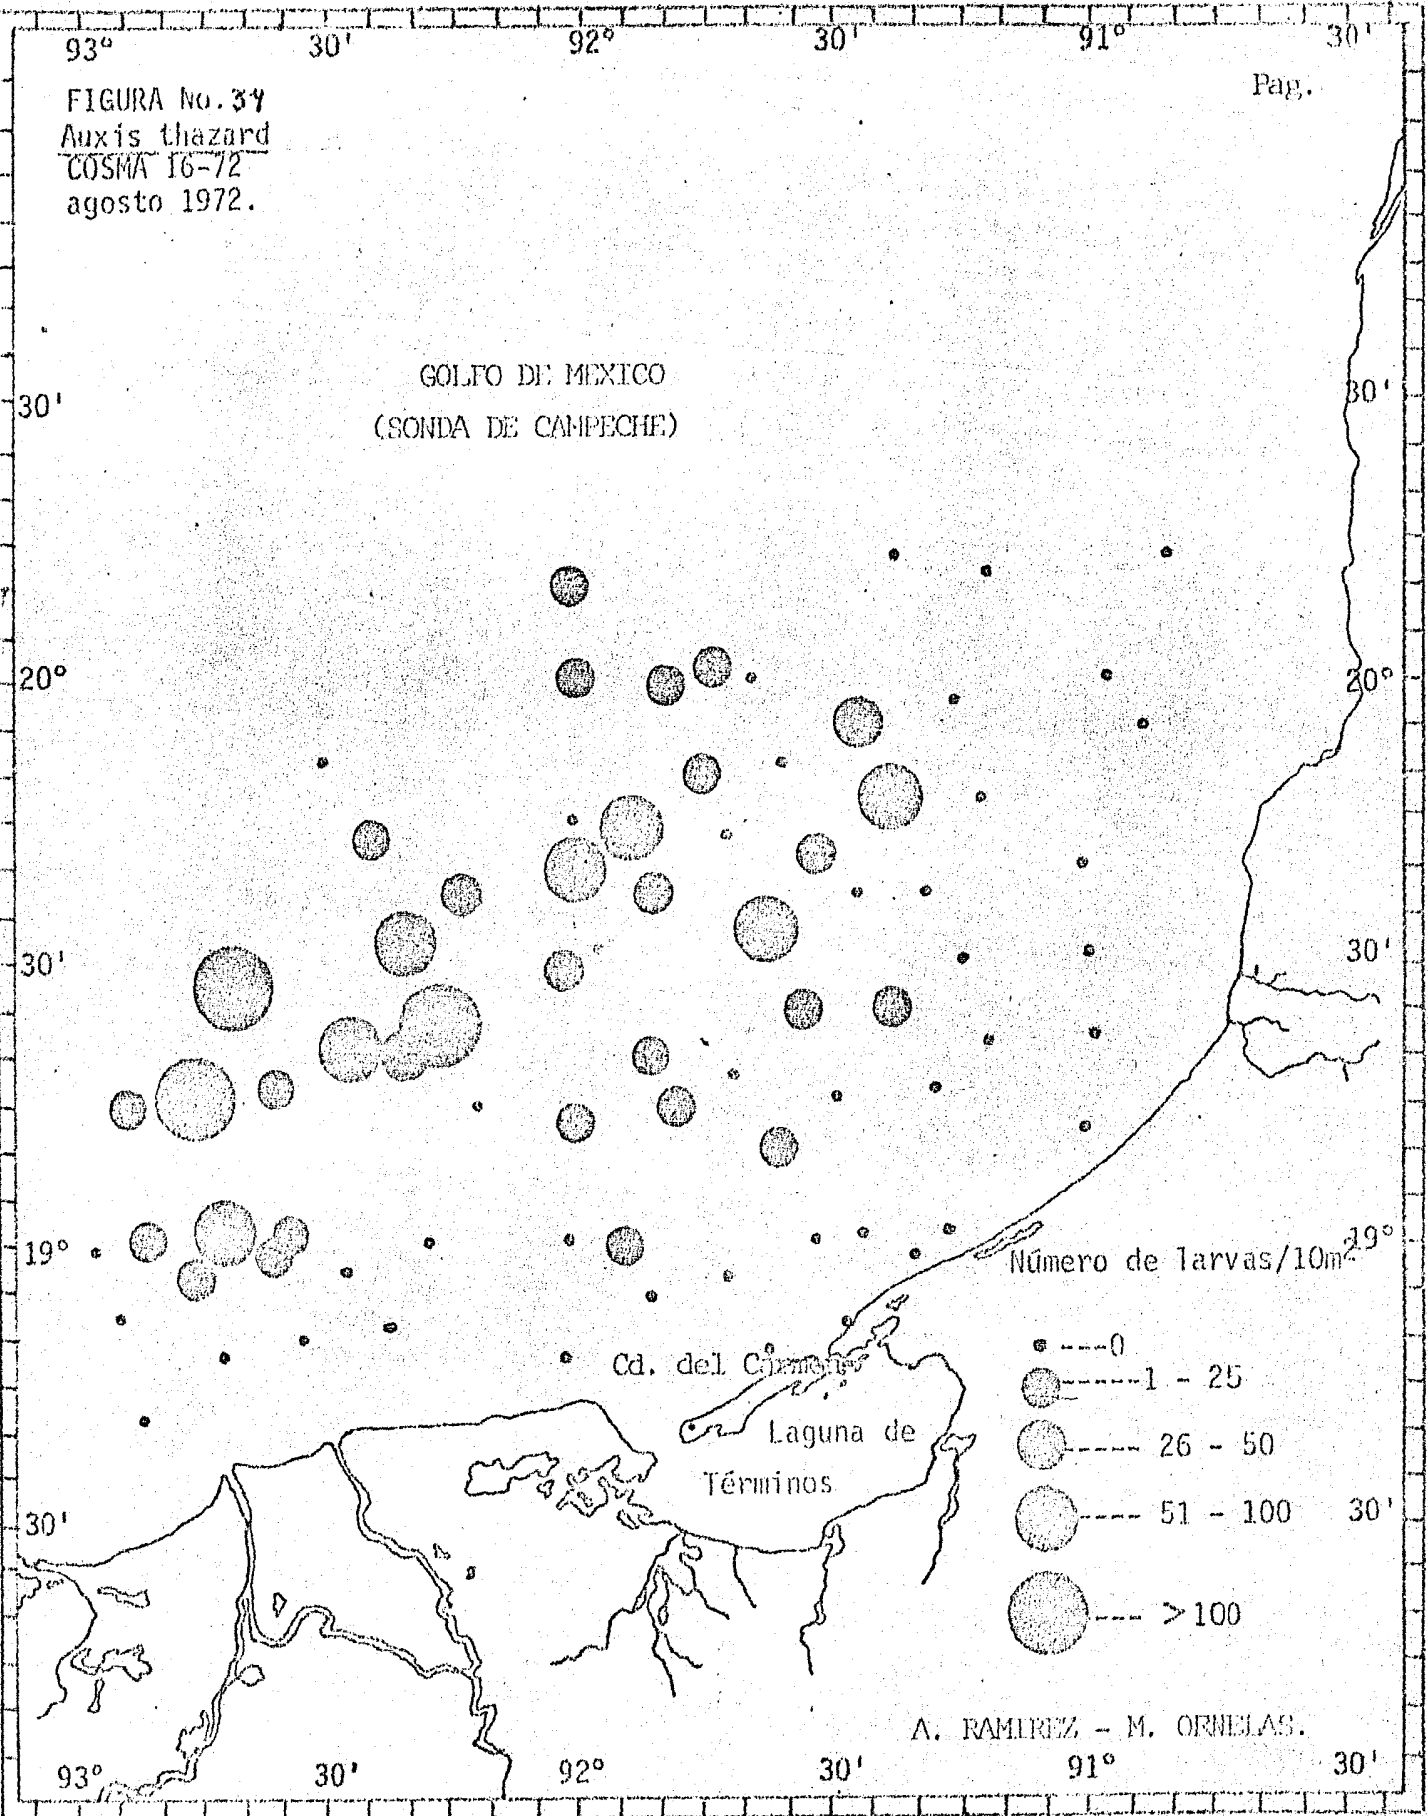 93° 30' 92° 30' 91° 30'
Pag.
FIGURA No.34
Auxis thazard
COSMA 16-72
agosto 1972.
GOLFO DE MEXICO
30' 30'
(SONDA DE CAMPECHE)
20° 20°
30' 30'
19° 19°
Número de larvas/10m²
---0
Cd. del Carmen
-----1 - 25
Laguna de
---- 26 - 50
Términos
---- 51 - 100
30' 30'
--- >100
A. RAMIREZ - M. ORNELAS.
93° 30' 92° 30' 91° 30'